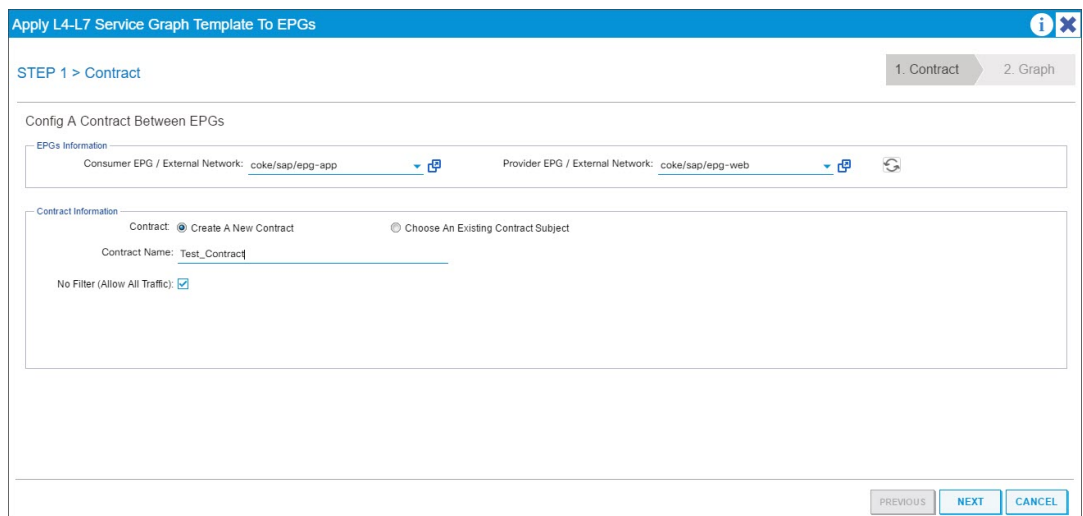 Apply L4-L7 Service Graph Template To EPGs
STEP 1 > Contract
1. Contract
2. Graph
Config A Contract Between EPGs
EPGs Information
Consumer EPG / External Network: coke/sap/epg-app
Provider EPG / External Network: coke/sap/epg-web
Contract Information
Contract: Create A New Contract
Choose An Existing Contract Subject
Contract Name: Test_Contract
No Filter (Allow All Traffic):
PREVIOUS
NEXT
CANCEL